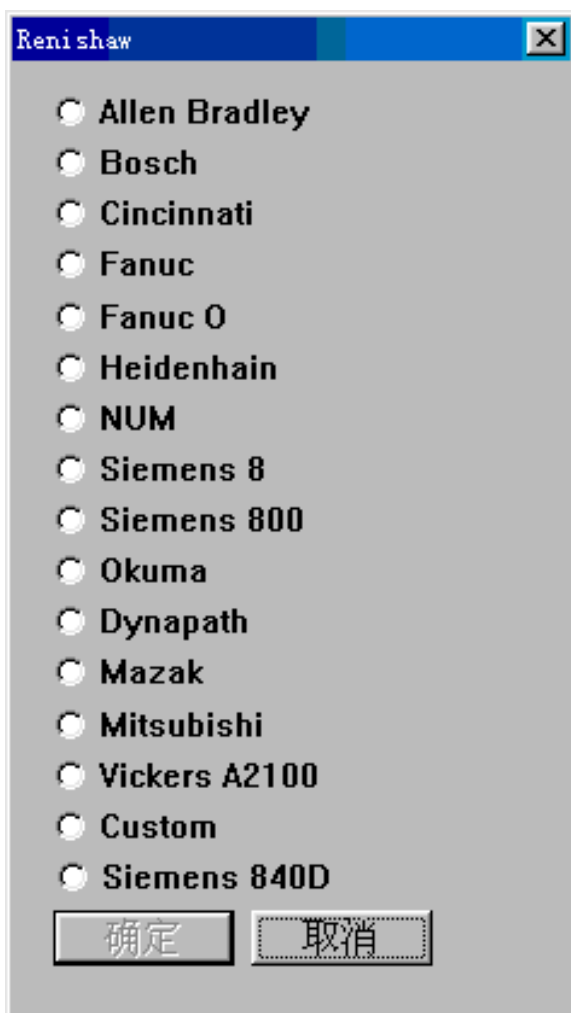 Renishaw
Allen Bradley
Bosch
Cincinnati
Fanuc
Fanuc O
Heidenhain
NUM
Siemens 8
Siemens 800
Okuma
Dynapath
Mazak
Mitsubishi
Vickers A2100
Custom
Siemens 840D
确定 取消